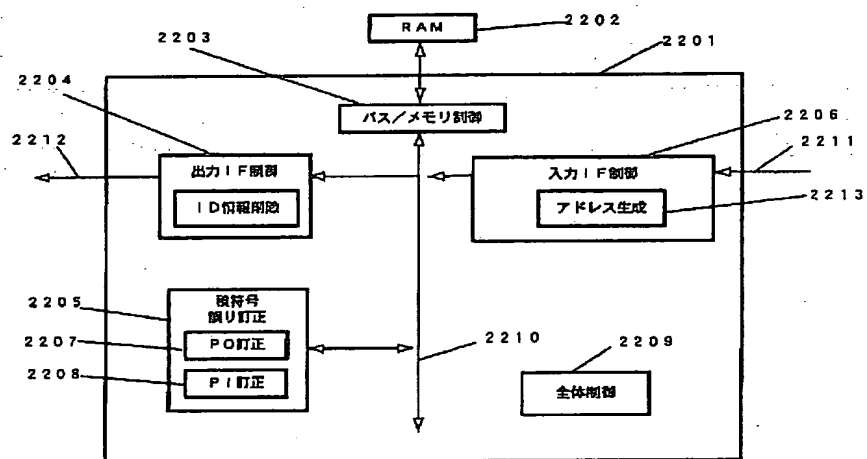 RAM
2202
2203
2201
2204
バス/メモリ制御
2206
2212
2211
出力IF制御
入力IF制御
ID情報削除
アドレス生成
2213
2205
積符号
誤り訂正
2207
PO訂正
2210
2209
2208
PI訂正
全体制御